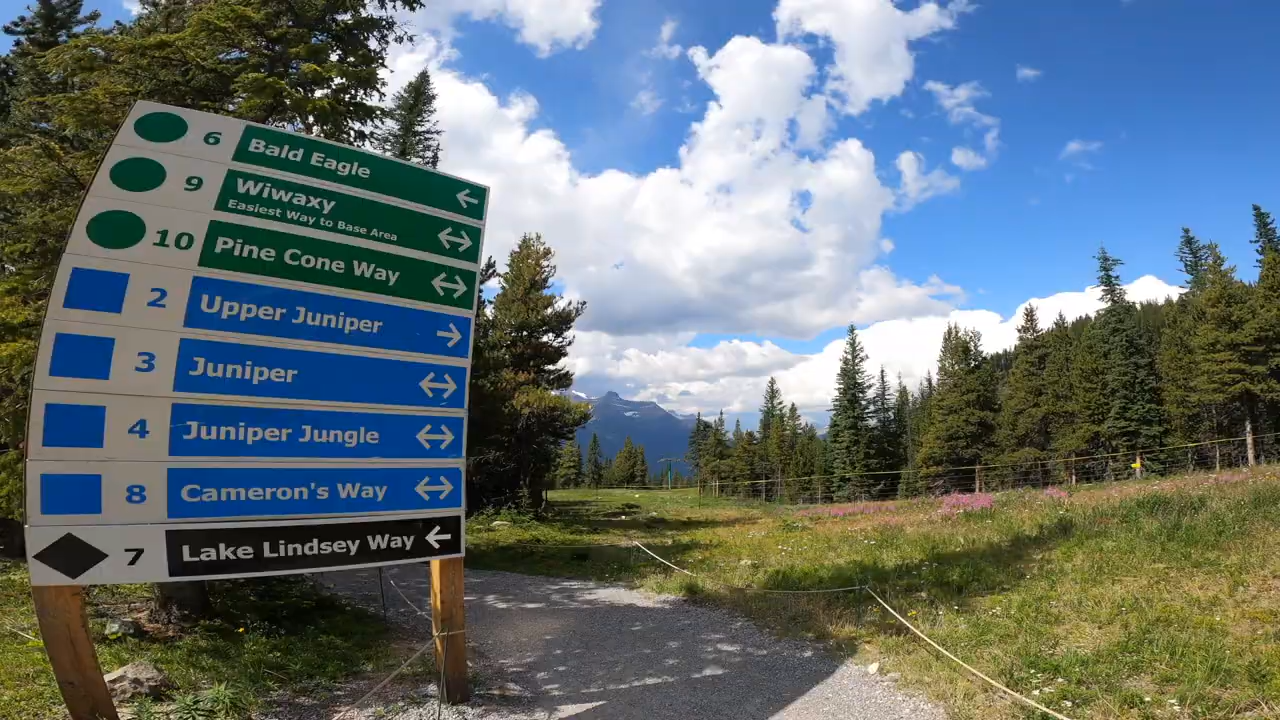 6 Bald Eagle ←
9 Wiwaxy ↔
Easiest Way to Base Area
10 Pine Cone Way ↔
2 Upper Juniper →
3 Juniper ↔
4 Juniper Jungle ↔
8 Cameron's Way ↔
7 Lake Lindsey Way ←